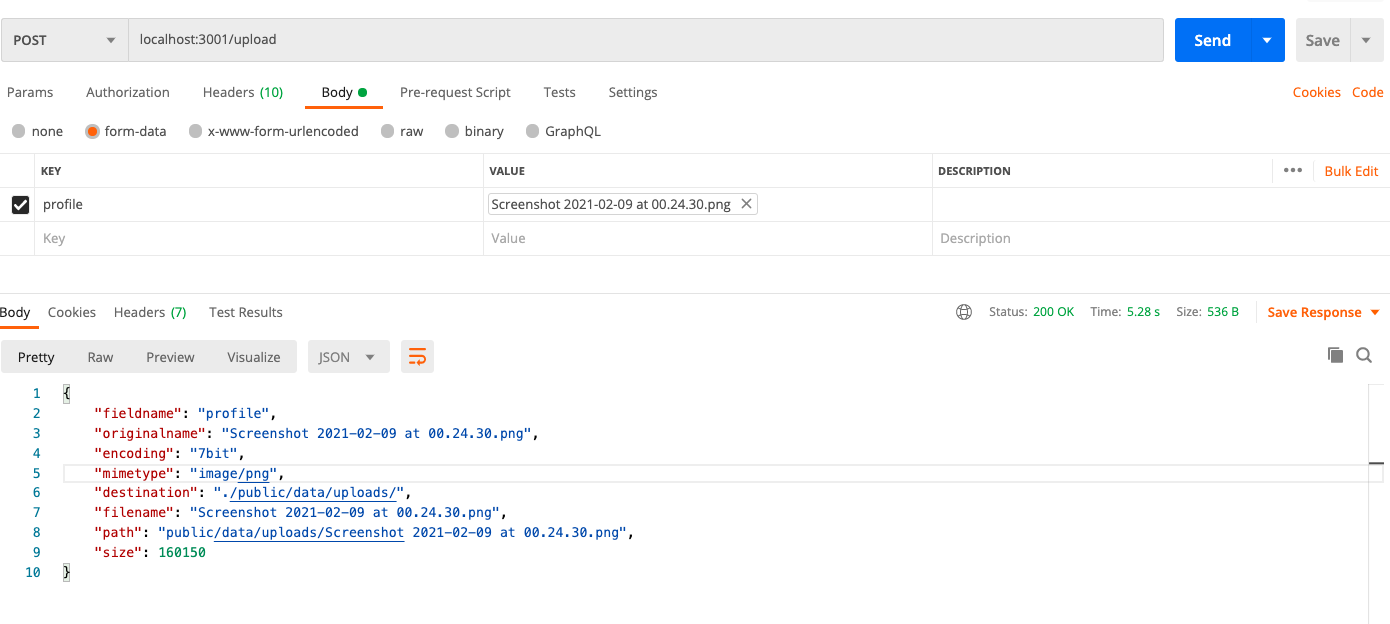 POST localhost:3001/upload Send Save
Params Authorization Headers (10) Body Pre-request Script Tests Settings Cookies Code
none form-data x-www-form-urlencoded raw binary GraphQL
KEY VALUE DESCRIPTION ••• Bulk Edit
profile Screenshot 2021-02-09 at 00.24.30.png ✕
Key Value Description
Body Cookies Headers (7) Test Results Status: 200 OK Time: 5.28 s Size: 536 B Save Response
Pretty Raw Preview Visualize JSON
1 {
2 "fieldname": "profile",
3 "originalname": "Screenshot 2021-02-09 at 00.24.30.png",
4 "encoding": "7bit",
5 "mimetype": "image/png",
6 "destination": "./public/data/uploads/",
7 "filename": "Screenshot 2021-02-09 at 00.24.30.png",
8 "path": "public/data/uploads/Screenshot 2021-02-09 at 00.24.30.png",
9 "size": 160150
10 }